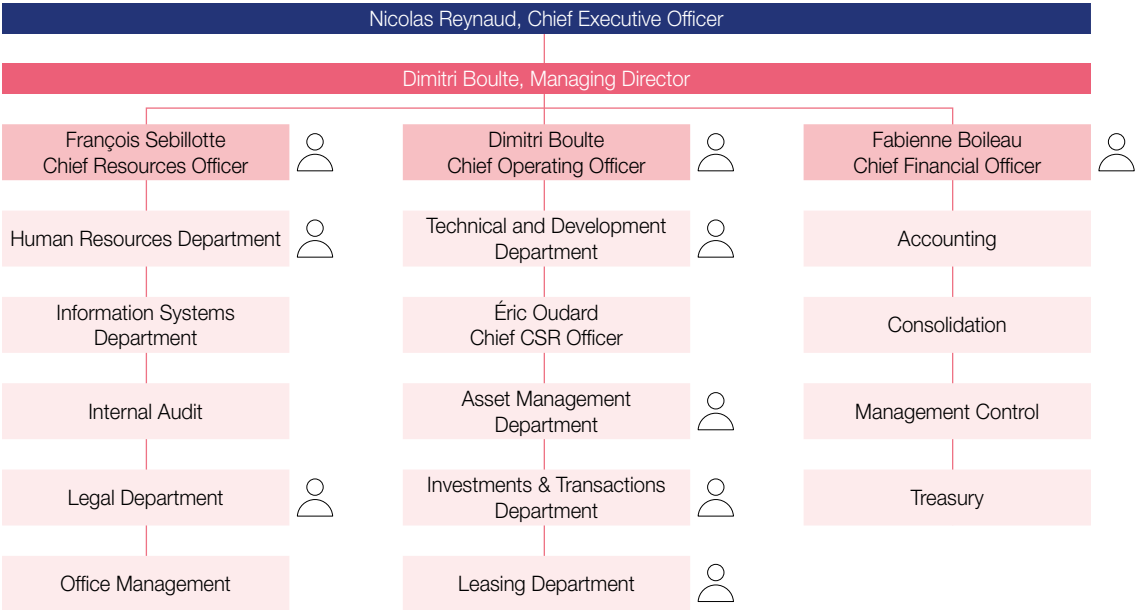 Nicolas Reynaud, Chief Executive Officer
Dimitri Boulte, Managing Director
François Sebillotte
Chief Resources Officer
Human Resources Department
Information Systems
Department
Internal Audit
Legal Department
Office Management
Dimitri Boulte
Chief Operating Officer
Technical and Development
Department
Éric Oudard
Chief CSR Officer
Asset Management
Department
Investments & Transactions
Department
Leasing Department
Fabienne Boileau
Chief Financial Officer
Accounting
Consolidation
Management Control
Treasury